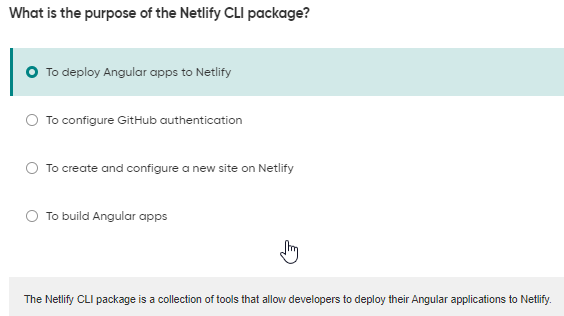 What is the purpose of the Netlify CLI package?
To deploy Angular apps to Netlify
To configure GitHub authentication
To create and configure a new site on Netlify
To build Angular apps
The Netlify CLI package is a collection of tools that allow developers to deploy their Angular applications to Netlify.